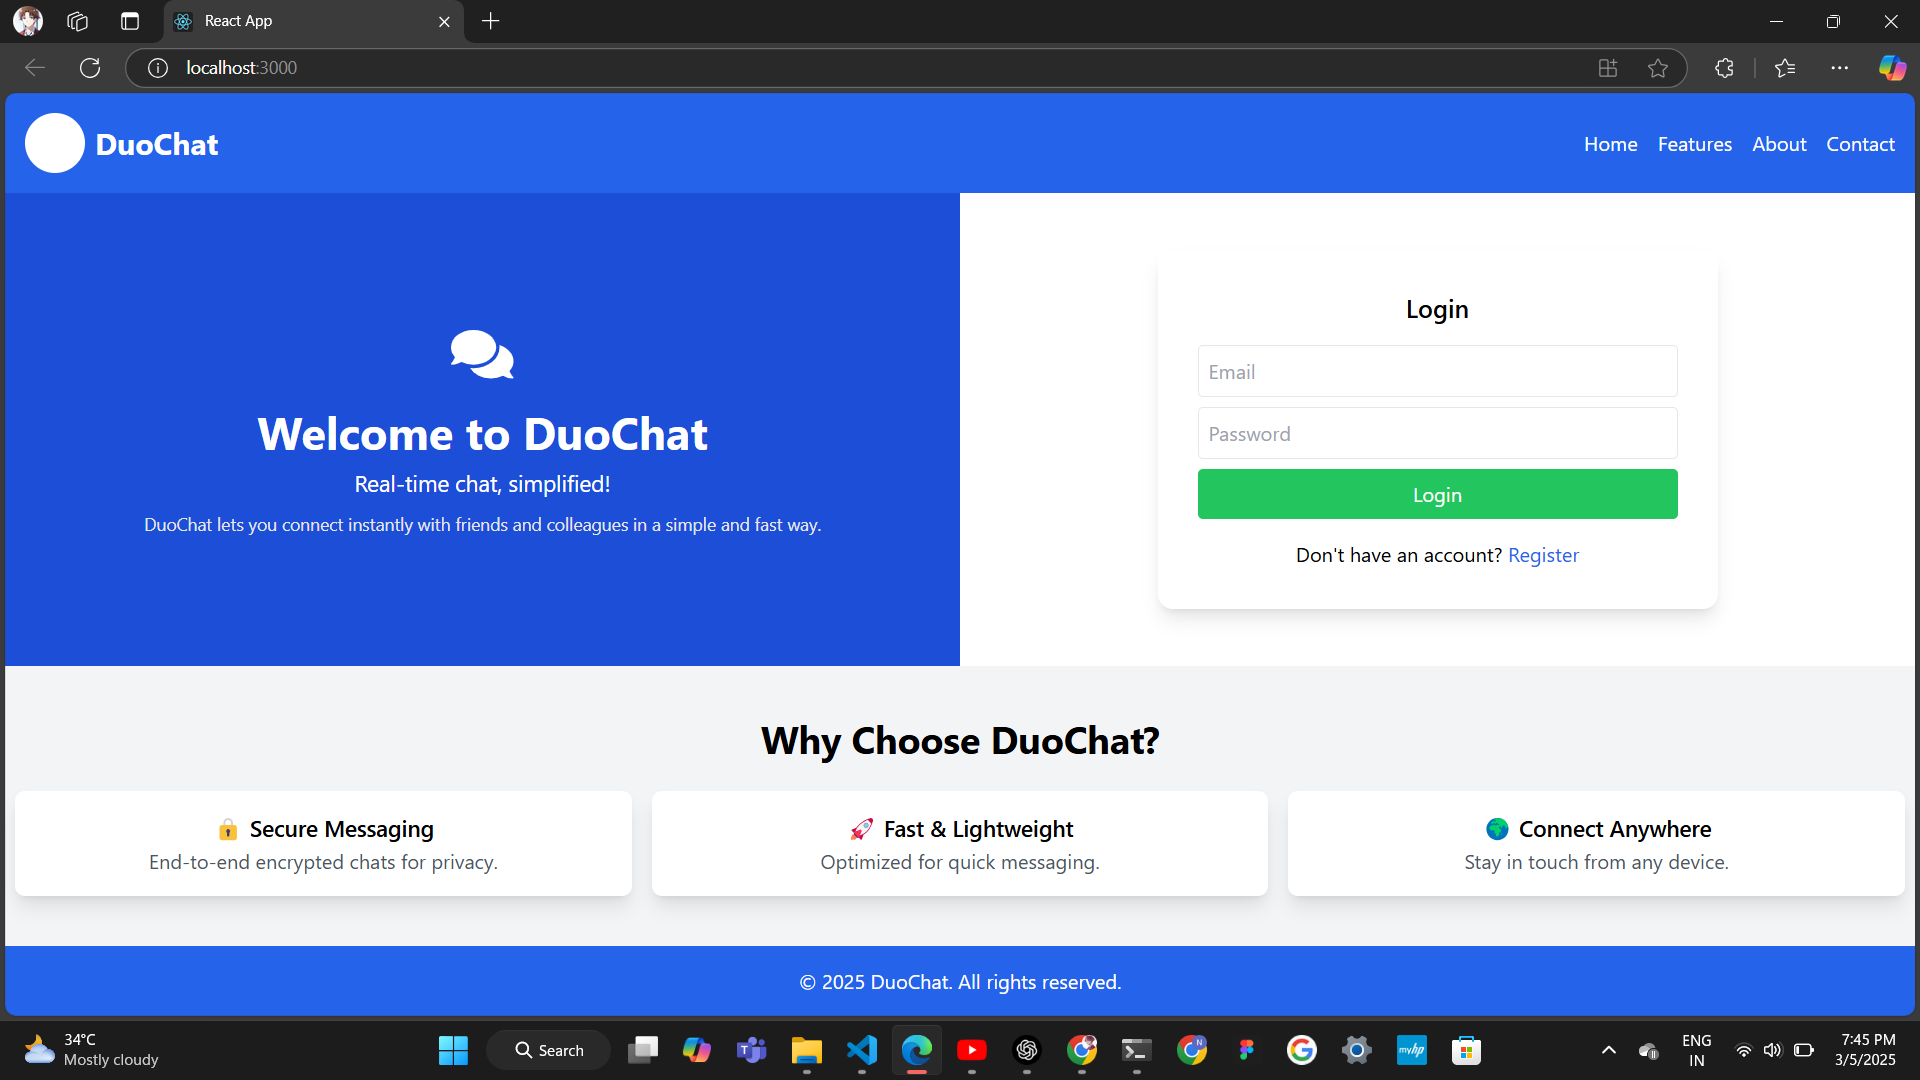 React App
localhost:3000
DuoChat
Home Features About Contact
Welcome to DuoChat
Real-time chat, simplified!
DuoChat lets you connect instantly with friends and colleagues in a simple and fast way.
Login
Email
Password
Login
Don't have an account? Register
Why Choose DuoChat?
🔒 Secure Messaging
End-to-end encrypted chats for privacy.
🚀 Fast & Lightweight
Optimized for quick messaging.
🌍 Connect Anywhere
Stay in touch from any device.
© 2025 DuoChat. All rights reserved.
34°C
Mostly cloudy
Search
myhp
ENG
IN
7:45 PM
3/5/2025